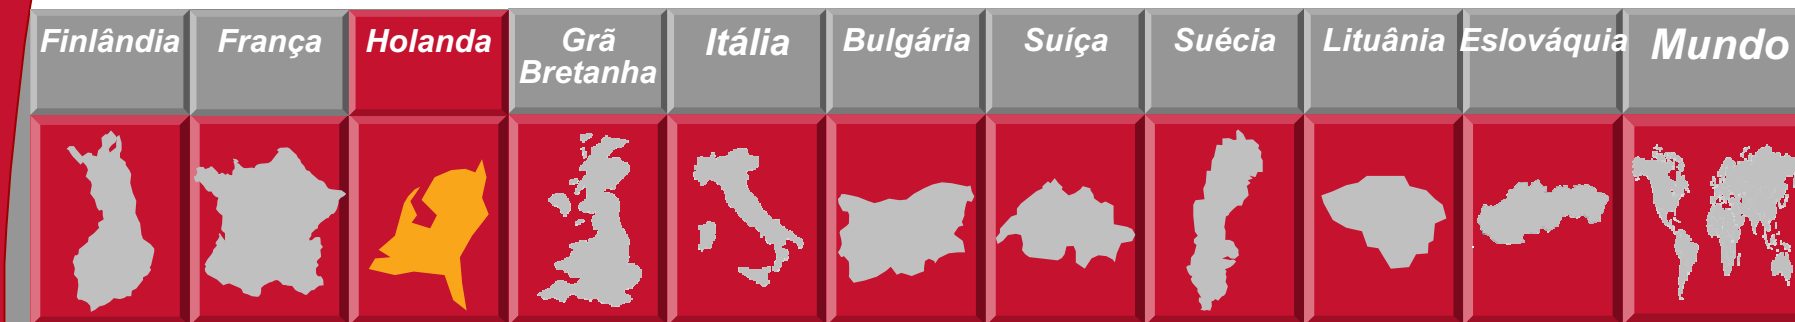 Finlândia
França
Holanda
Grã
Bretanha
Itália
Bulgária
Suíça
Suécia
Lituânia
Eslováquia
Mundo